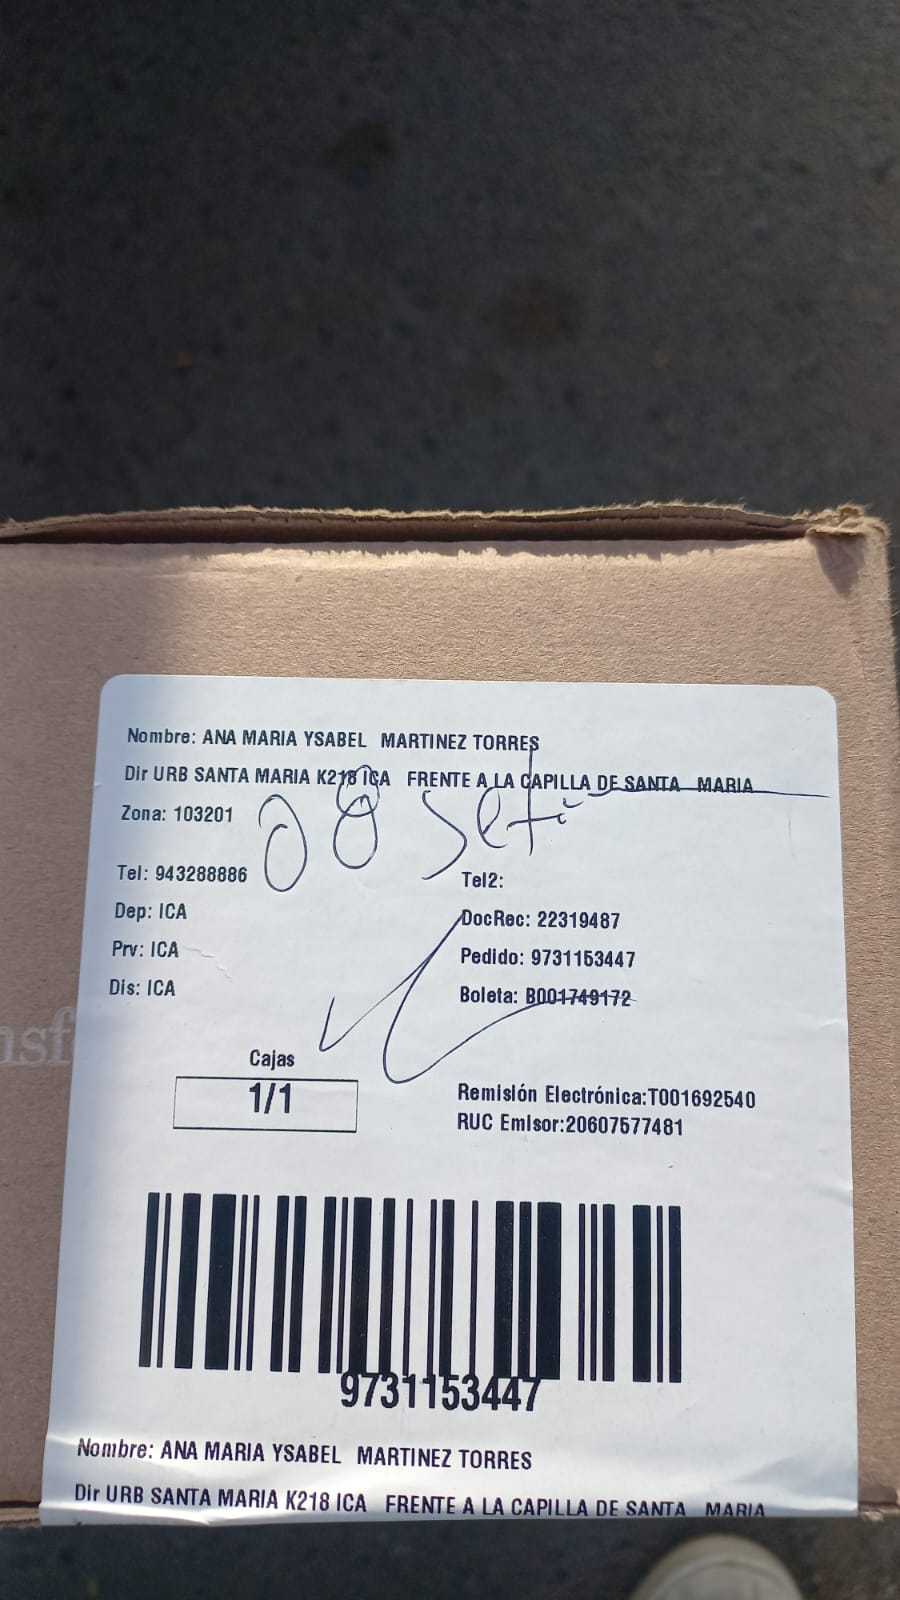 Nombre: ANA MARIA YSABEL MARTINEZ TORRES
Dir URB SANTA MARIA K218 ICA FRENTE A LA CAPILLA DE SANTA MARIA
Zona: 103201
08 Set
Tel: 943288886
Tel2:
Dep: ICA
DocRec: 22319487
Prv: ICA
Pedido: 9731153447
Dis: ICA
Boleta: B001749172
nsf
Cajas
1/1
Remisión Electrónica:T001692540
RUC Emisor:20607577481
9731153447
Nombre: ANA MARIA YSABEL MARTINEZ TORRES
Dir URB SANTA MARIA K218 ICA FRENTE A LA CAPILLA DE SANTA MARIA